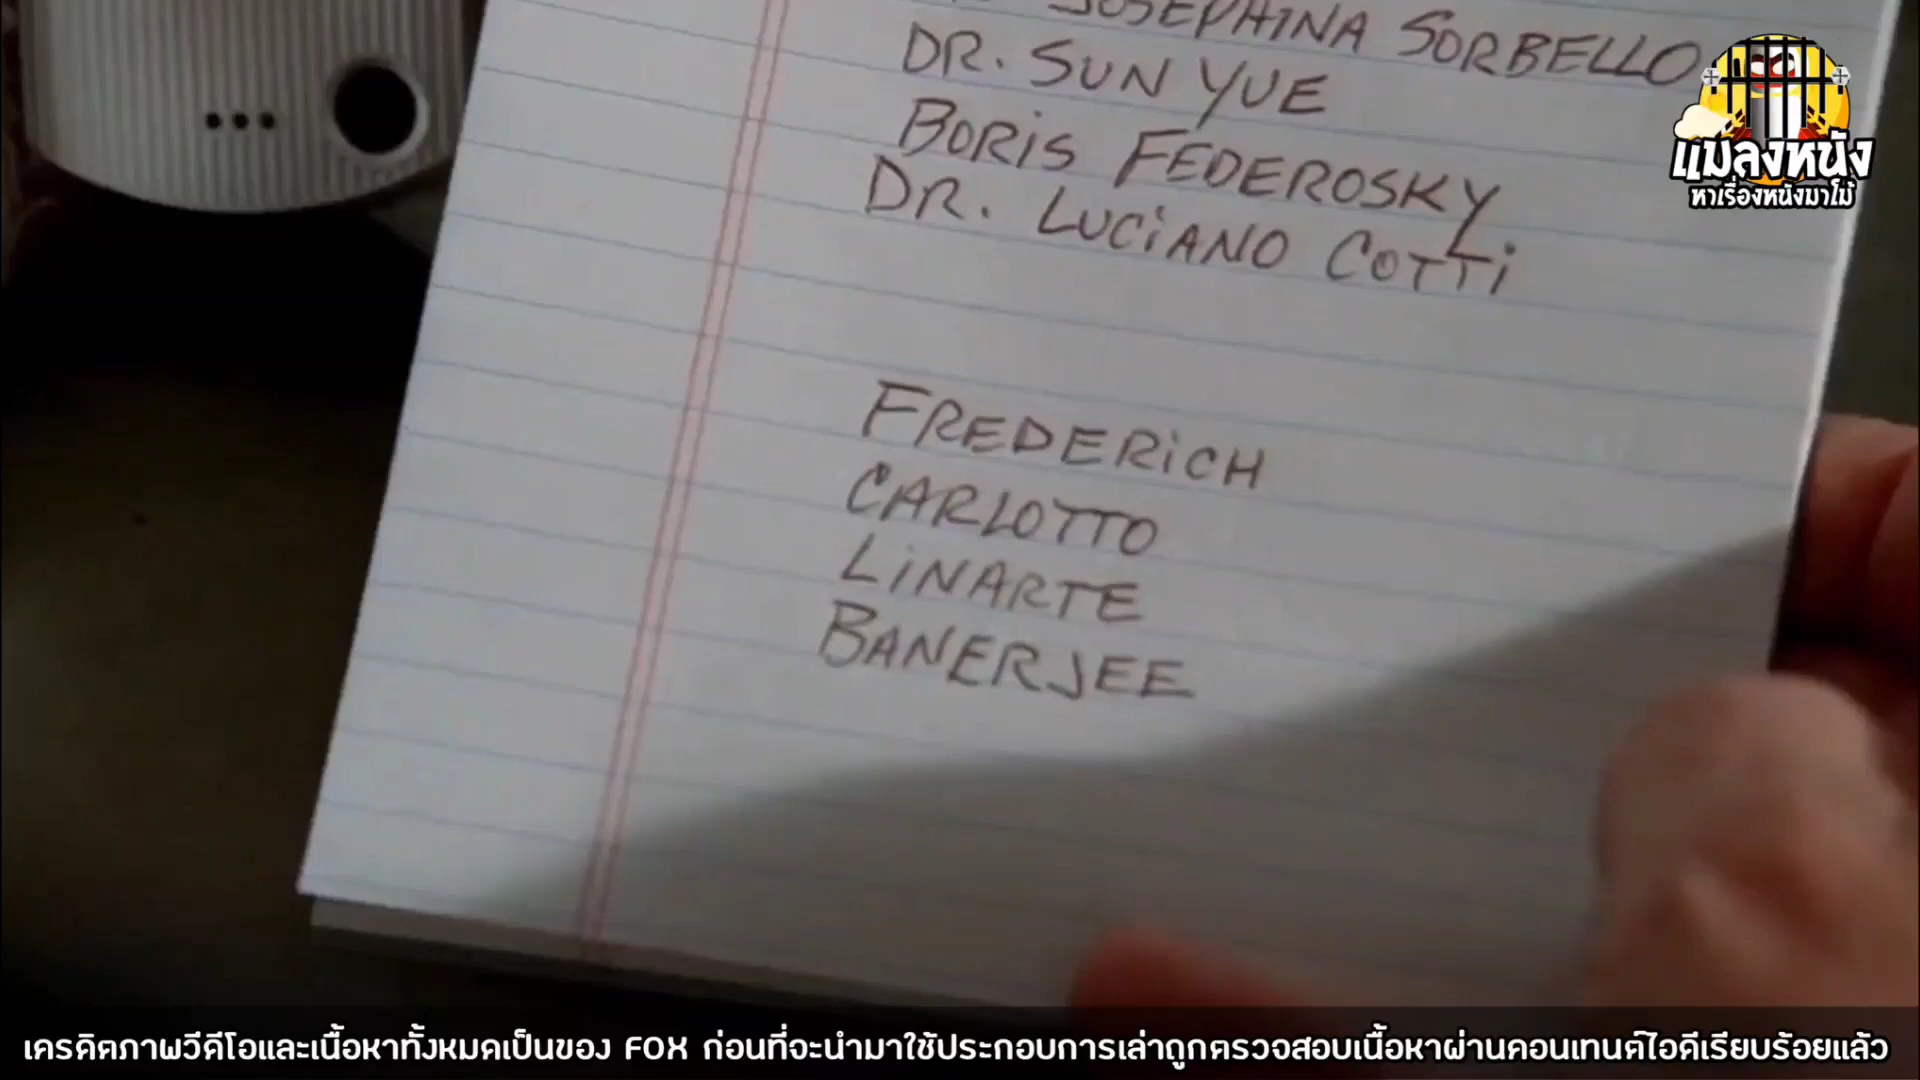 JOSEPHINA SORBELLO
DR. SUN YUE
BORIS FEDEROSKY
DR. LUCIANO COTTI
FREDERICH
CARLOTTO
LINARTE
BANERJEE
แมลงหนัง
หาเรื่องหนังมาโม้
เครดิตภาพวีดีโอและเนื้อหาทั้งหมดเป็นของ FOX ก่อนที่จะนำมาใช้ประกอบการเล่าถูกตรวจสอบเนื้อหาผ่านคอนเทนต์ไอดีเรียบร้อยแล้ว